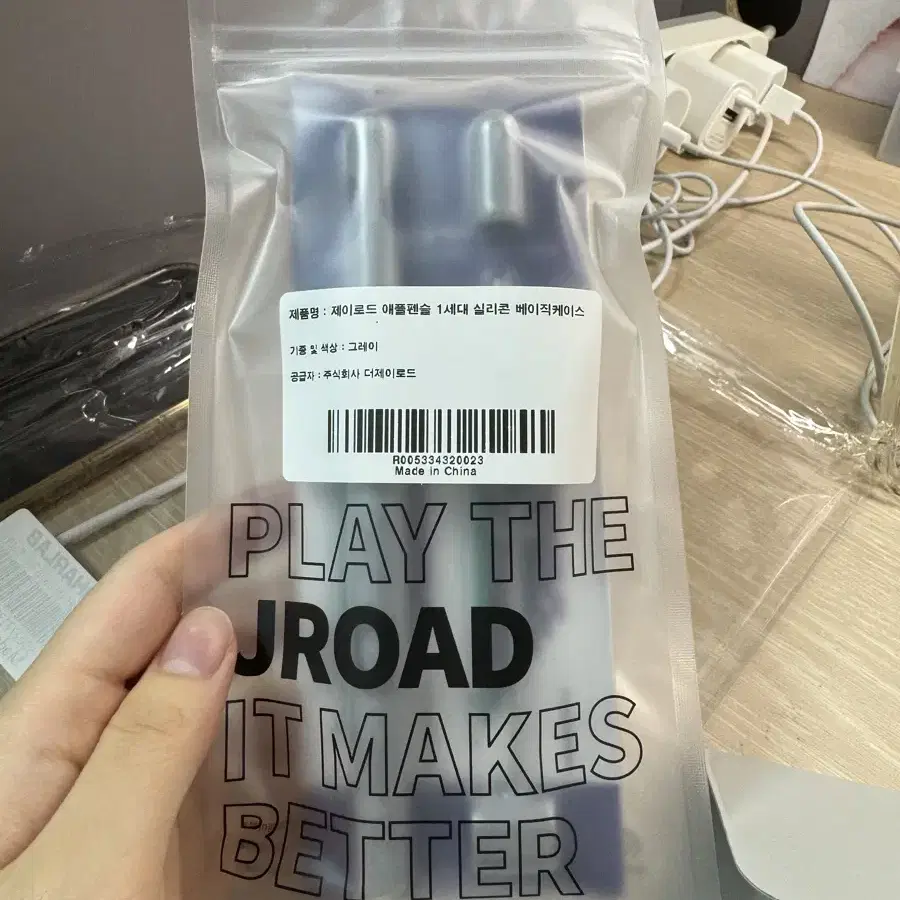 제품명 : 제이로드 애플펜슬 1세대 실리콘 베이직케이스
기종 및 색상 : 그레이
공급자 : 주식회사 더제이로드
R005334320023
Made in China
PLAY THE
JROAD
IT MAKES
BETTER